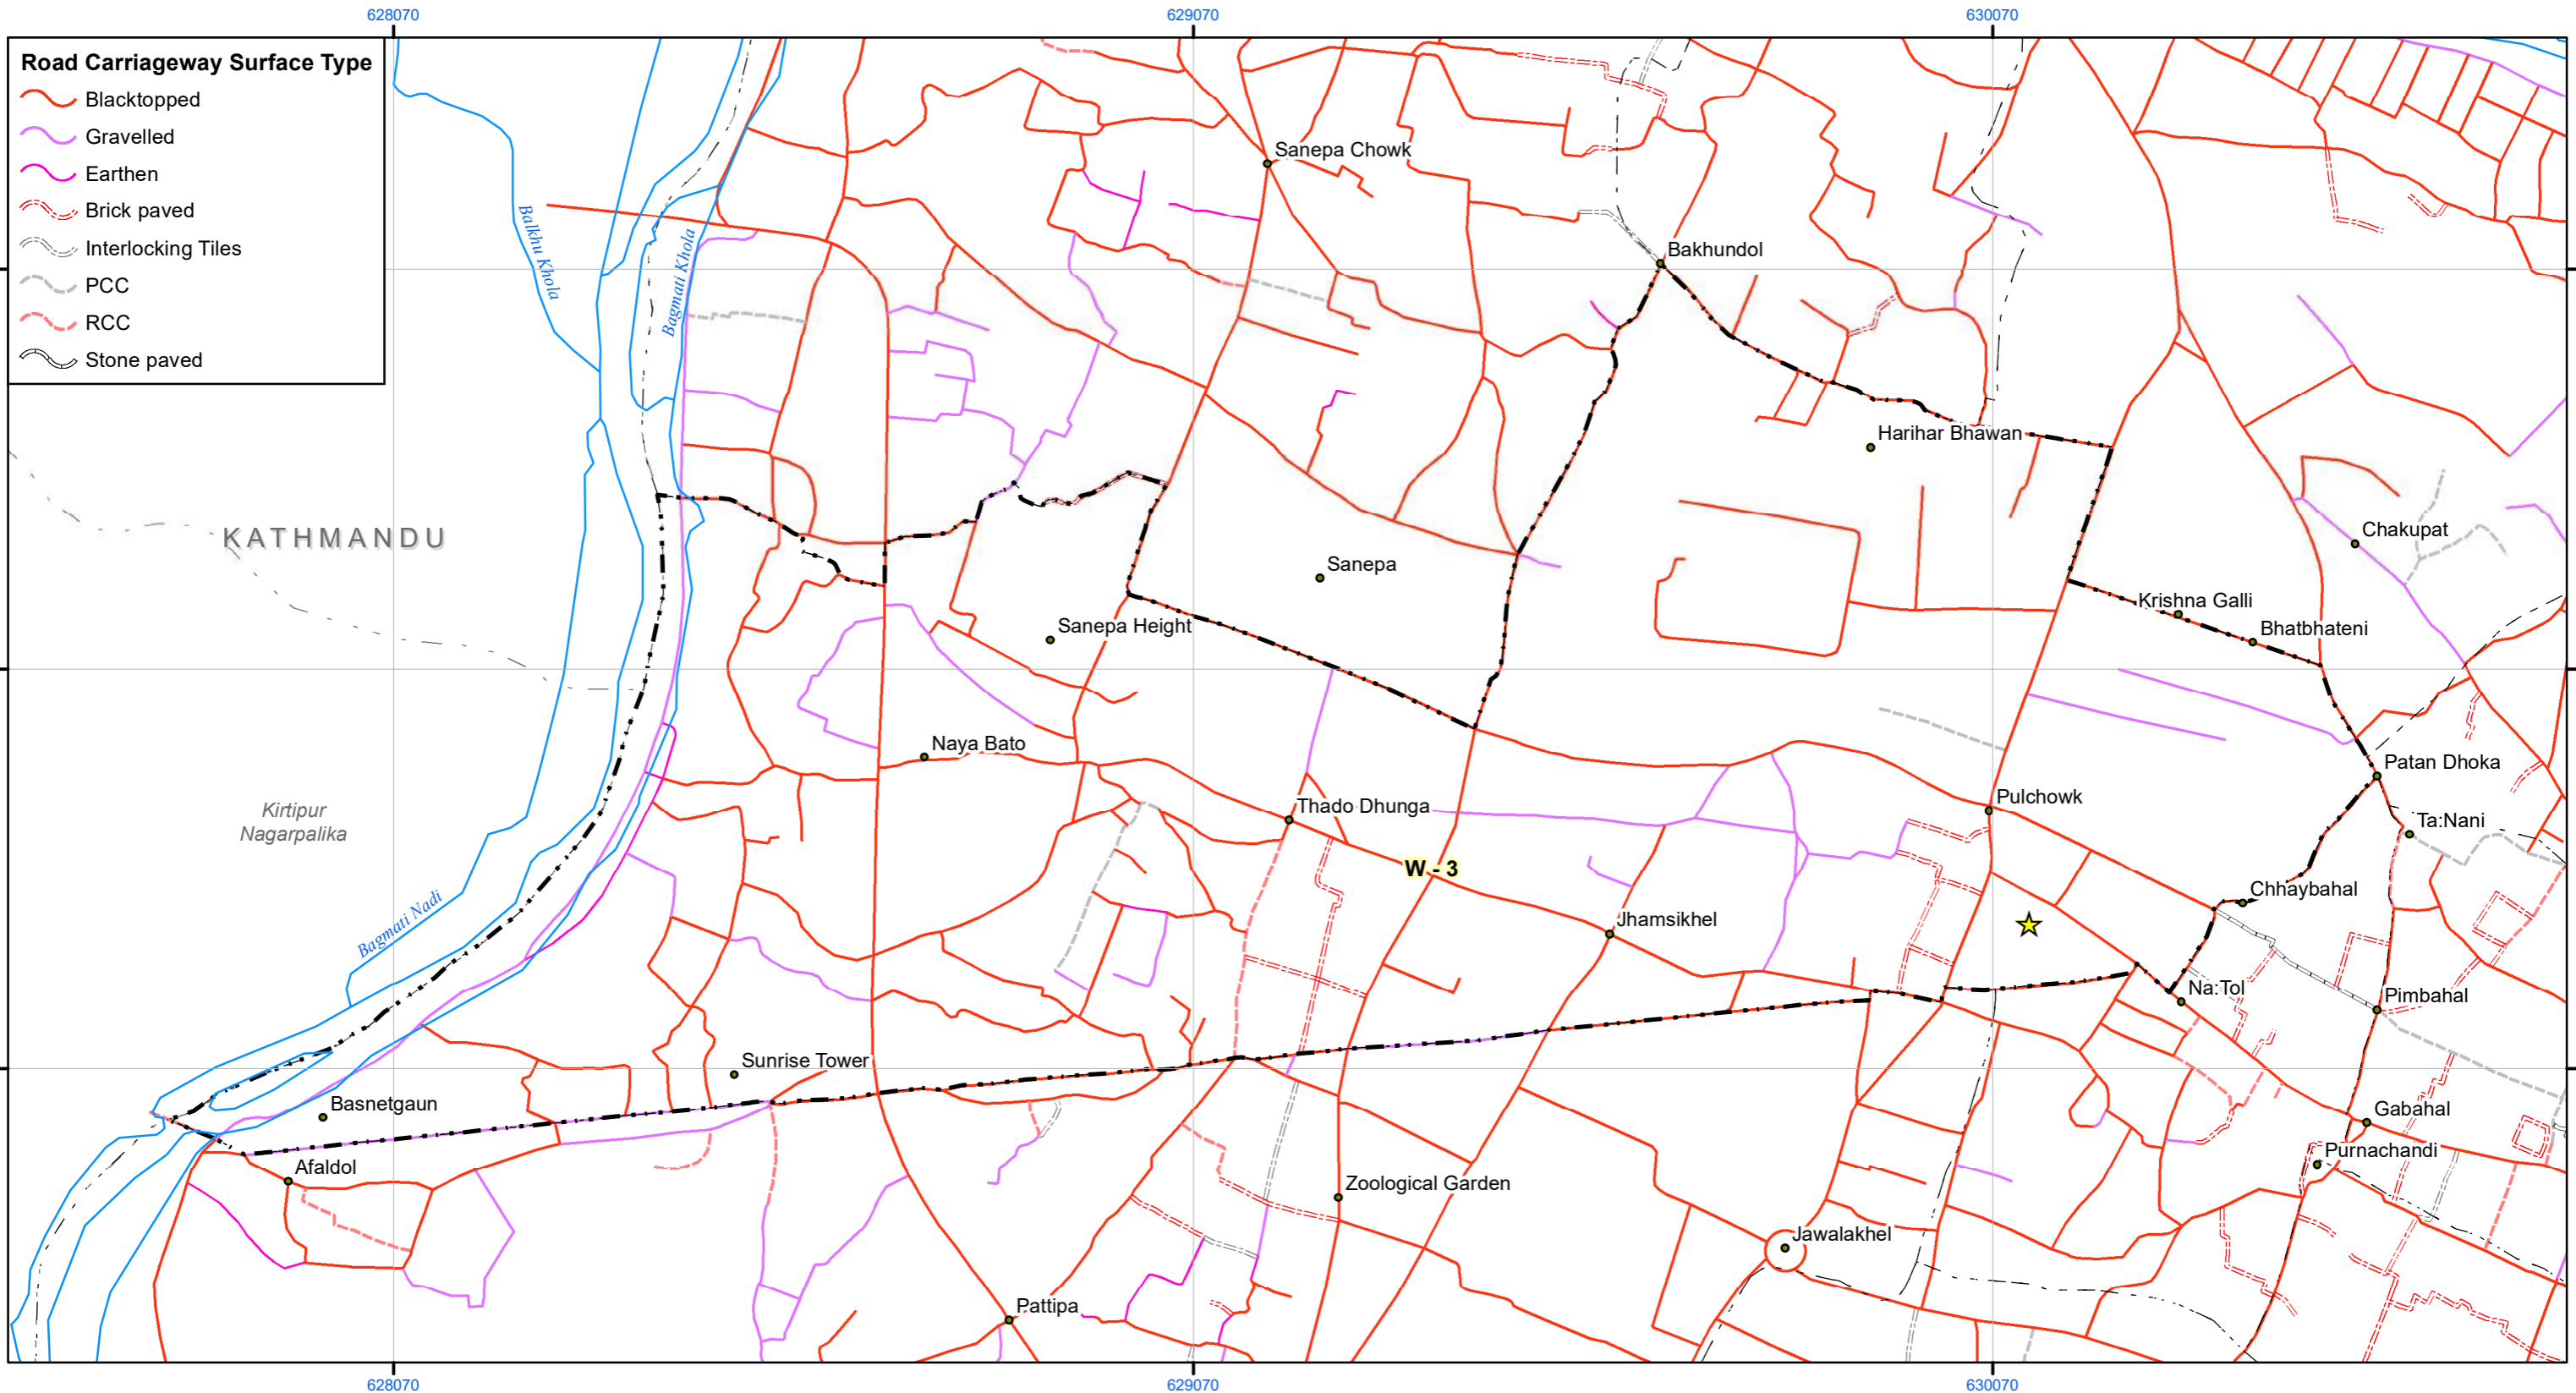 628070
629070
630070
Road Carriageway Surface Type
Blacktopped
Gravelled
Earthen
Brick paved
Interlocking Tiles
PCC
RCC
Stone paved
Sanepa Chowk
Balkhu Khola
Bagmati Khola
Bakhundol
Harihar Bhawan
KATHMANDU
Chakupat
Sanepa
Krishna Galli
Sanepa Height
Bhatbhateni
Naya Bato
Patan Dhoka
Kirtipur
Nagarpalika
Thado Dhunga
Pulchowk
Ta:Nani
W - 3
Chhaybahal
Bagmati Nadi
Jhamsikhel
Na:Tol
Pimbahal
Sunrise Tower
Basnetgaun
Gabahal
Purnachandi
Afaldol
Zoological Garden
Jawalakhel
Pattipa
628070
629070
630070